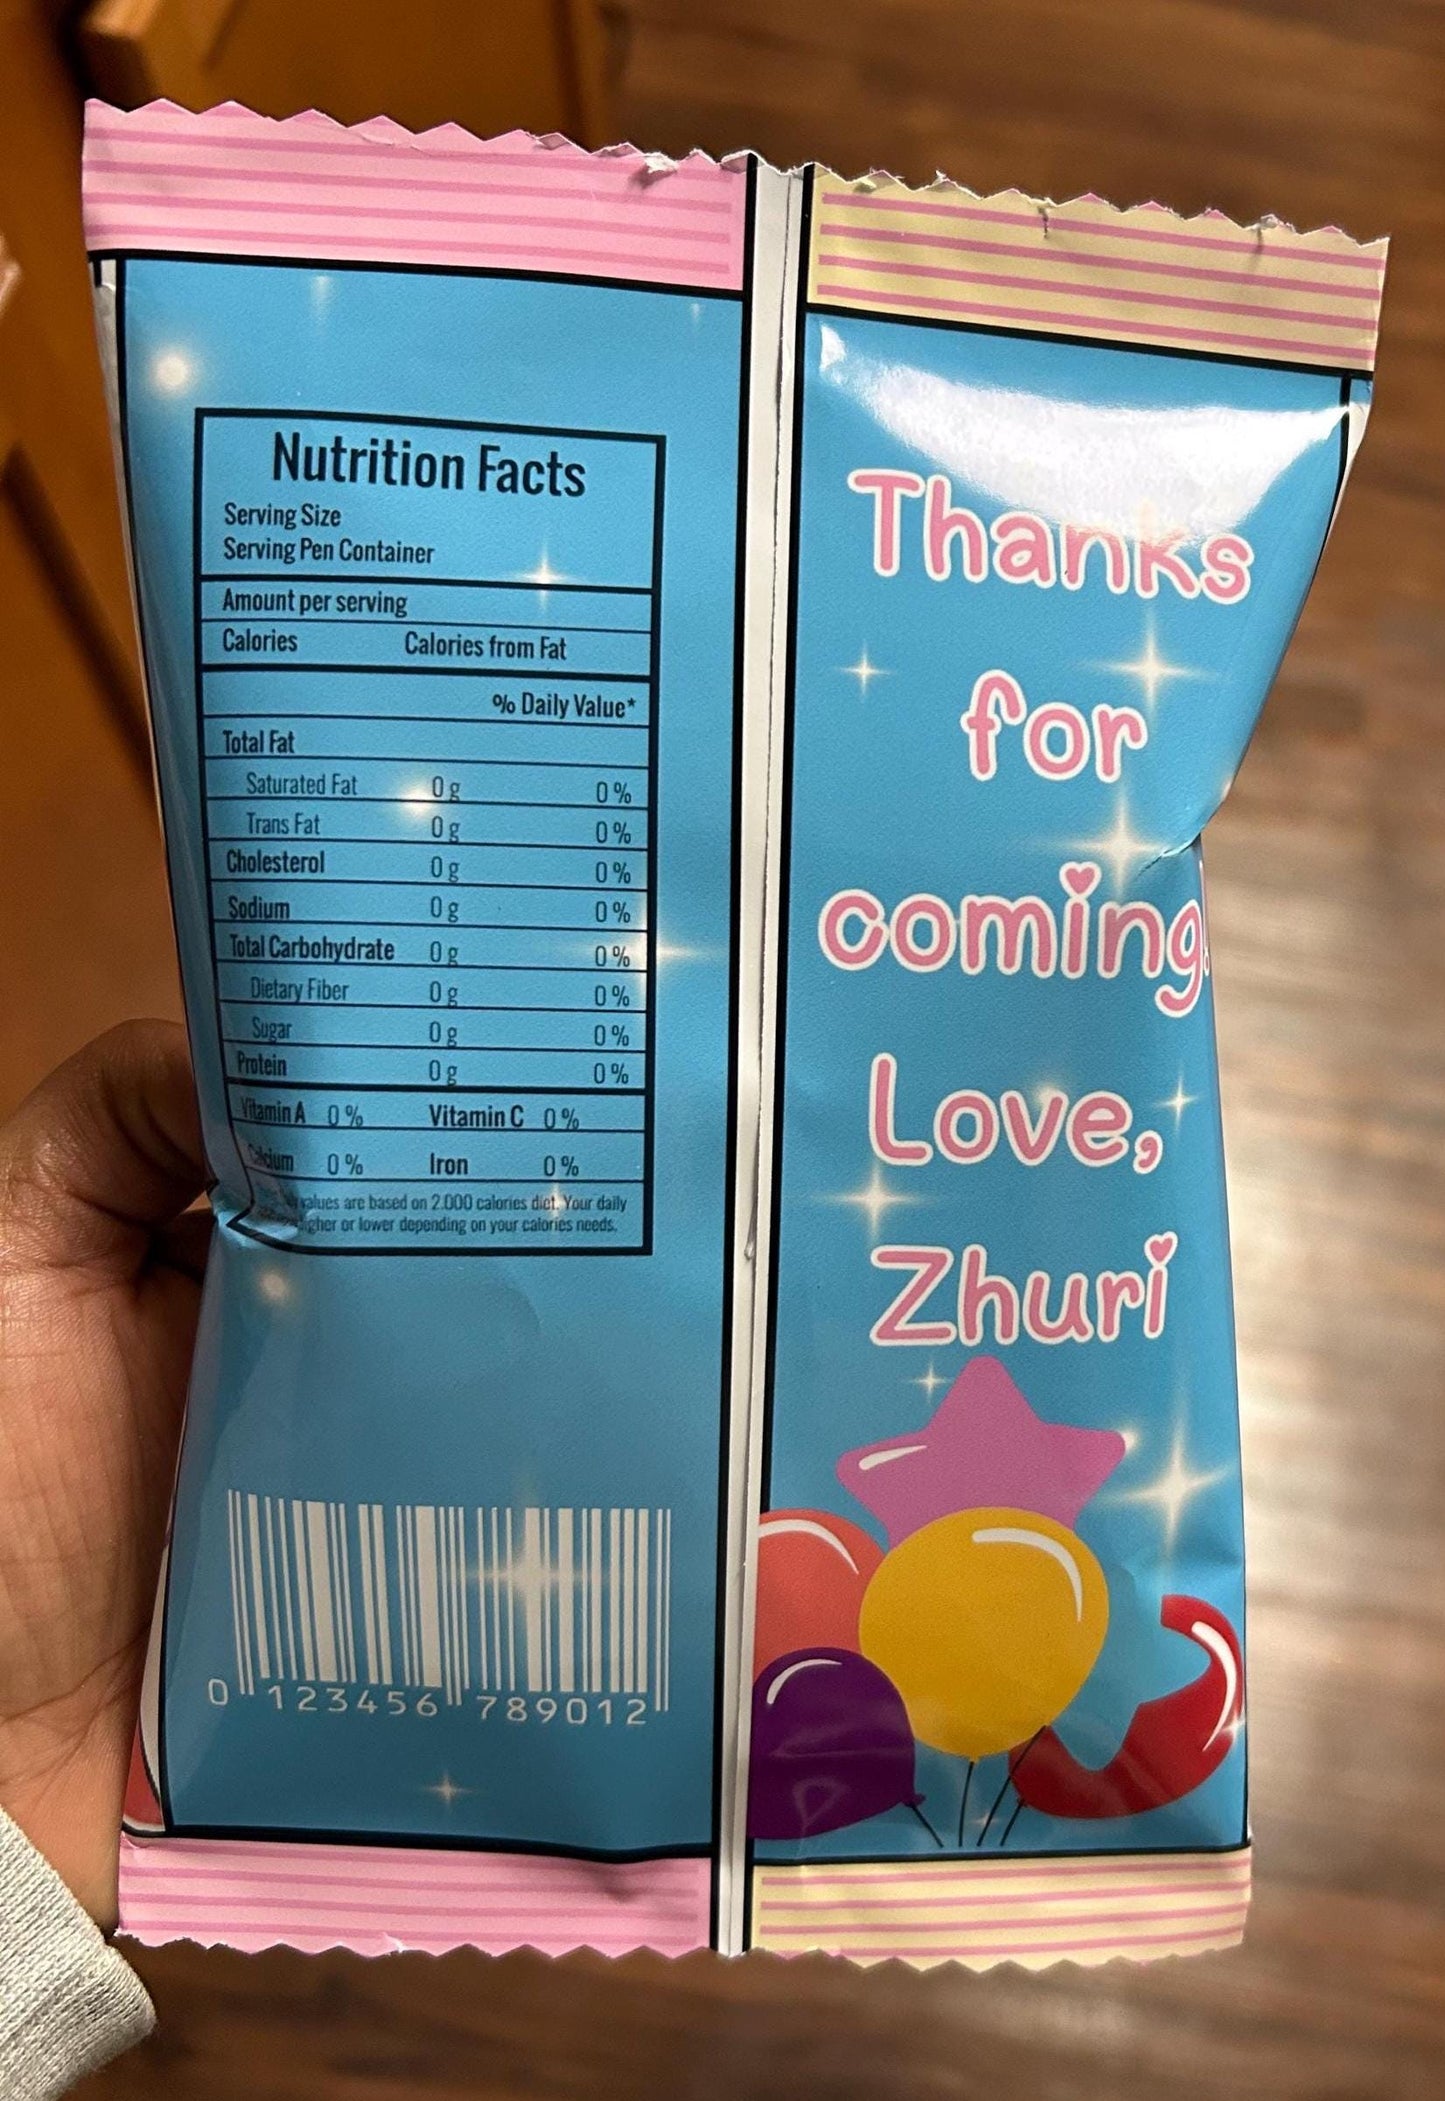 Nutrition Facts
Serving Size
Serving Pen Container
Amount per serving
Calories Calories from Fat
% Daily Value*
Total Fat
Saturated Fat 0 g 0 %
Trans Fat 0 g 0 %
Cholesterol 0 g 0 %
Sodium 0 g 0 %
Total Carbohydrate 0 g 0 %
Dietary Fiber 0 g 0 %
Sugar 0 g 0 %
Protein 0 g 0 %
Vitamin A 0 % Vitamin C 0 %
Calcium 0 % Iron 0 %
values are based on 2.000 calories diet. Your daily
or lower depending on your calories needs.
0 123456 789012
Thanks
for
coming!
Love,
Zhuri